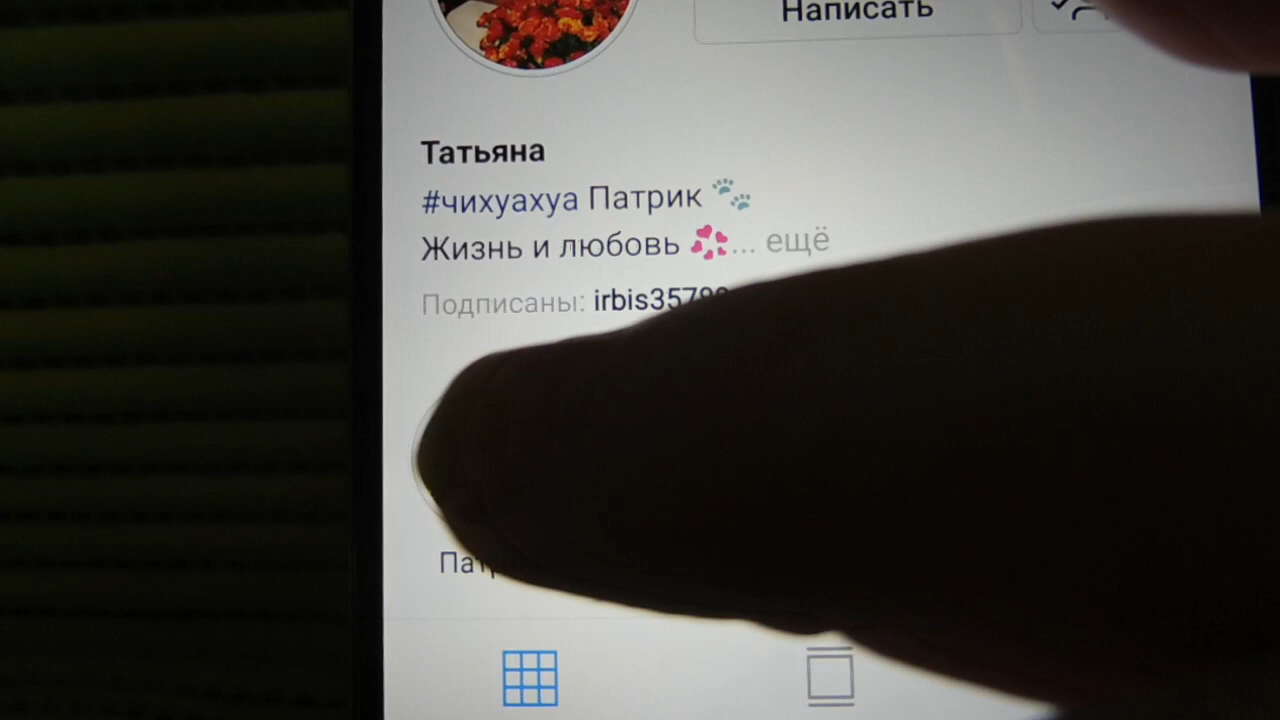 Написать
Татьяна
#чихуахуа Патрик
Жизнь и любовь ... ещё
Подписаны: